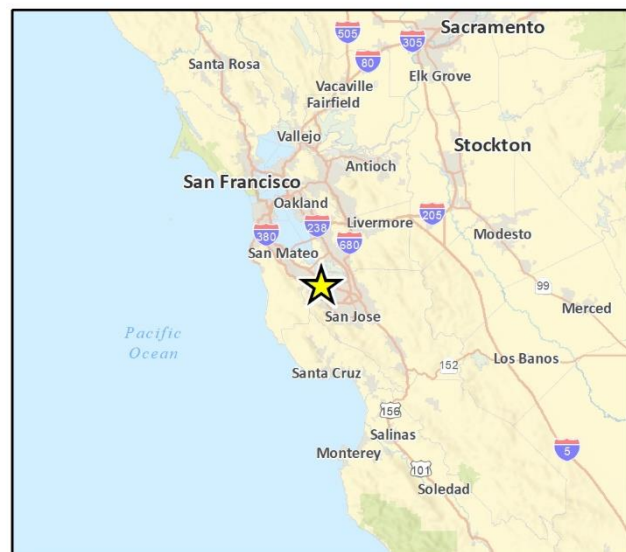 Sacramento
505
305
80
Santa Rosa
Elk Grove
Vacaville
Fairfield
Vallejo
Antioch
Stockton
San Francisco
Oakland
238
Livermore
205
380
680
Modesto
San Mateo
99
Merced
San Jose
Pacific
Ocean
Los Banos
152
Santa Cruz
156
Salinas
Monterey
5
101
Soledad